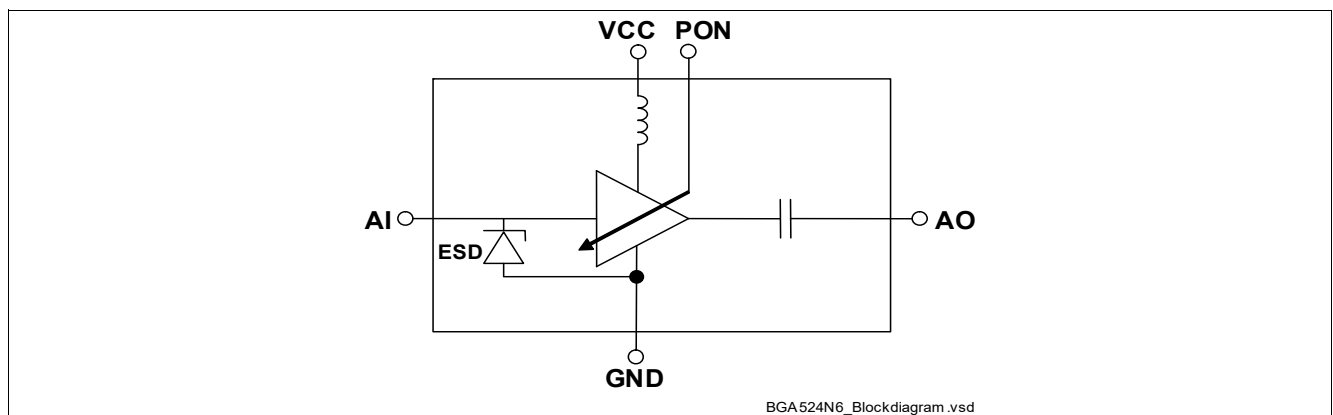 VCC PON
AI
ESD
AO
GND
BGA524N6_Blockdiagram.vsd